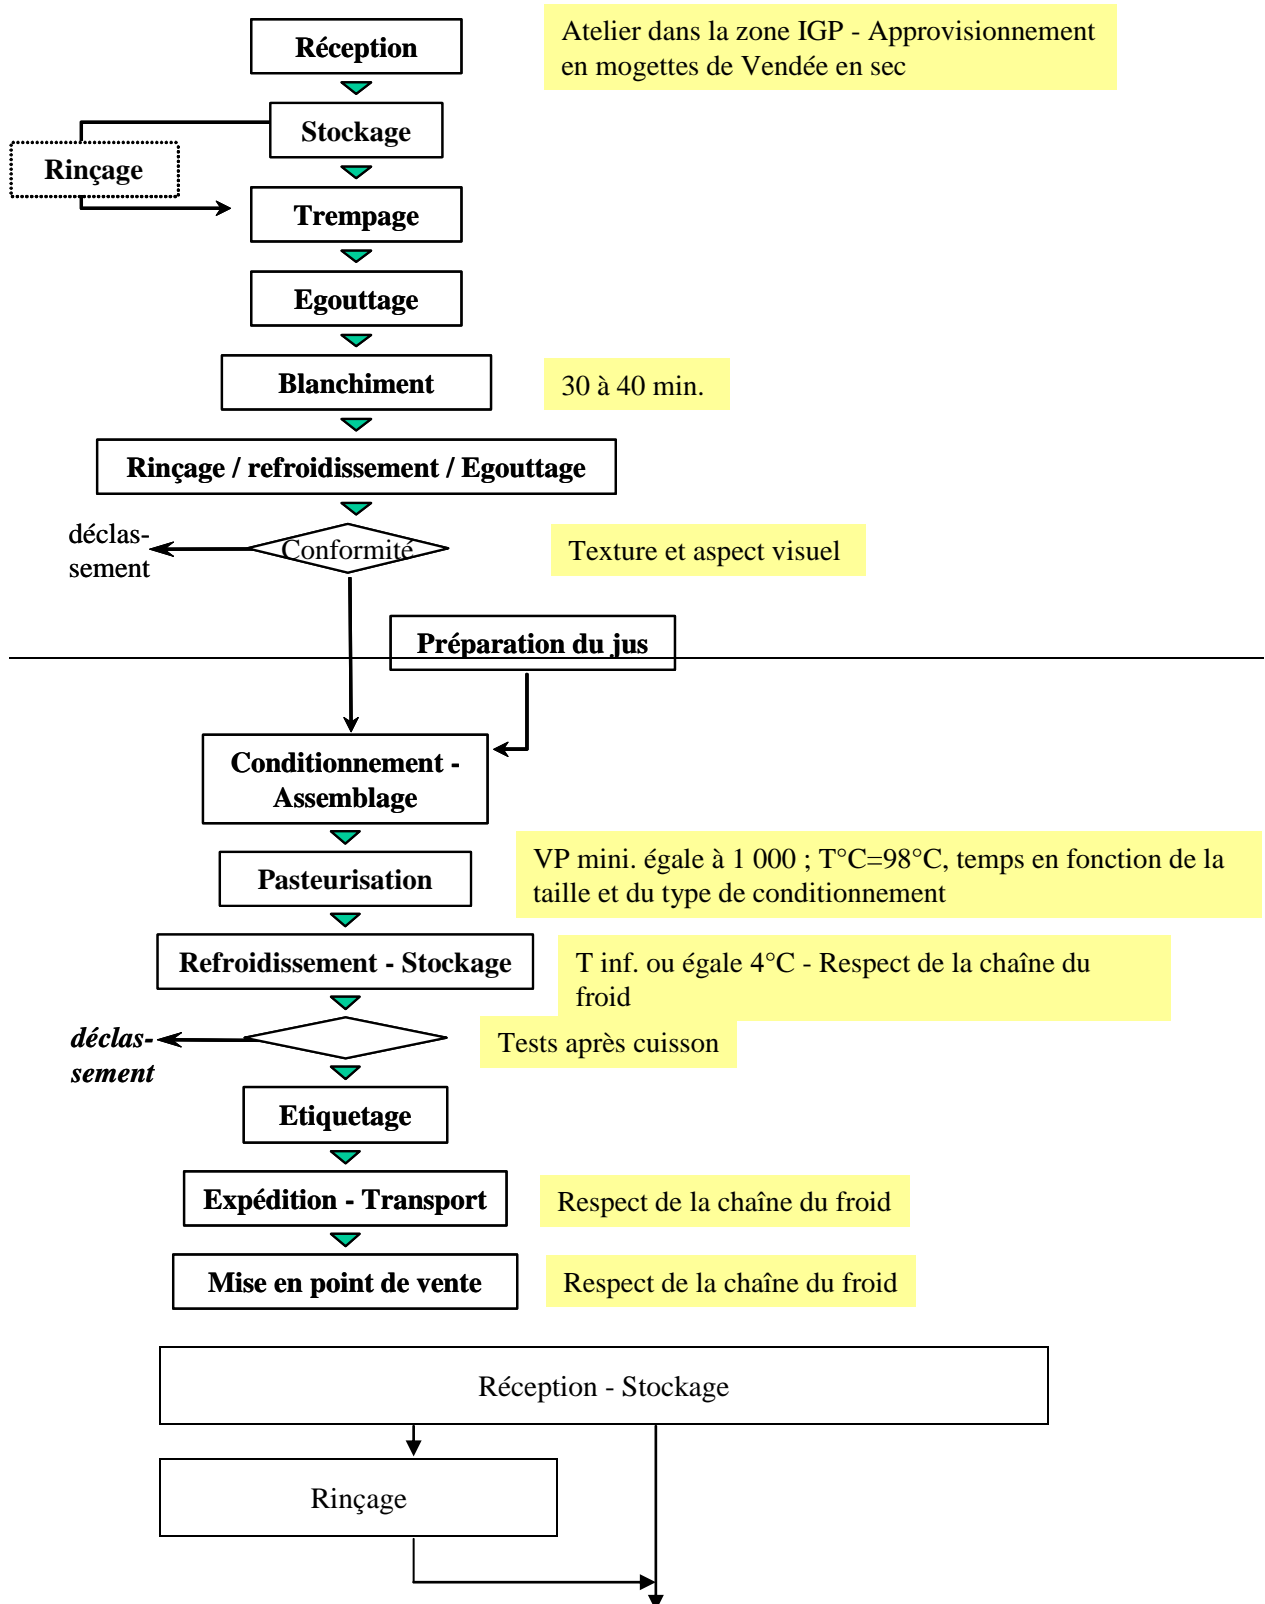 Réception
Atelier dans la zone IGP - Approvisionnement
en mogettes de Vendée en sec
Stockage
Rinçage
Trempage
Egouttage
Blanchiment
30 à 40 min.
Rinçage / refroidissement / Egouttage
déclas-
sement
Conformité
Texture et aspect visuel
Préparation du jus
Conditionnement -
Assemblage
Pasteurisation
VP mini. égale à 1 000 ; T°C=98°C, temps en fonction de la
taille et du type de conditionnement
Refroidissement - Stockage
T inf. ou égale 4°C - Respect de la chaîne du
froid
déclas-
sement
Tests après cuisson
Etiquetage
Expédition - Transport
Respect de la chaîne du froid
Mise en point de vente
Respect de la chaîne du froid
Réception - Stockage
Rinçage